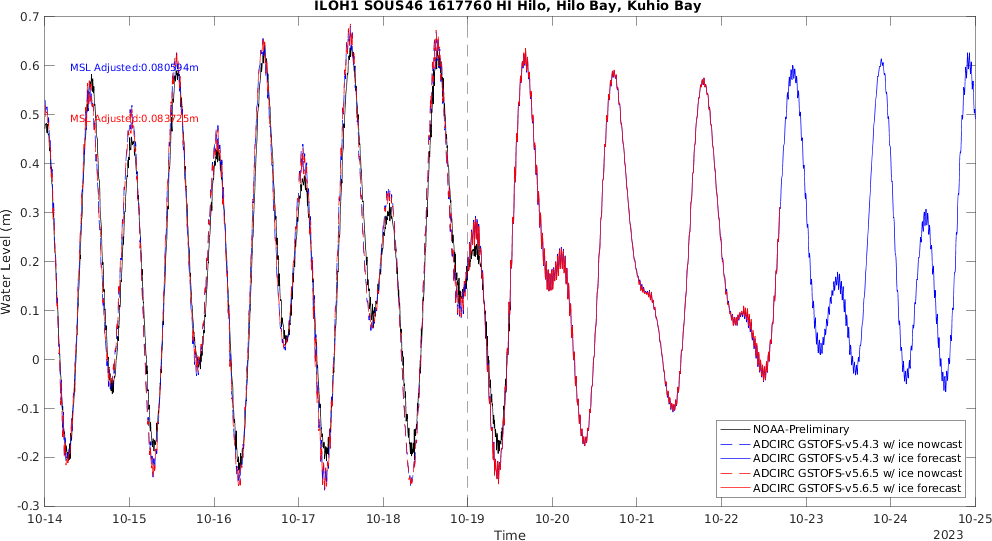 ILOH1 SOUS46 1617760 HI Hilo, Hilo Bay, Kuhio Bay
MSL Adjusted:0.080594m
MSL Adjusted:0.083725m
Water Level (m)
0.7
0.6
0.5
0.4
0.3
0.2
0.1
0
-0.1
-0.2
-0.3
NOAA-Preliminary
ADCIRC GSTOFS-v5.4.3 w/ ice nowcast
ADCIRC GSTOFS-v5.4.3 w/ ice forecast
ADCIRC GSTOFS-v5.6.5 w/ ice nowcast
ADCIRC GSTOFS-v5.6.5 w/ ice forecast
10-14 10-15 10-16 10-17 10-18 10-19 10-20 10-21 10-22 10-23 10-24 10-25
Time
2023